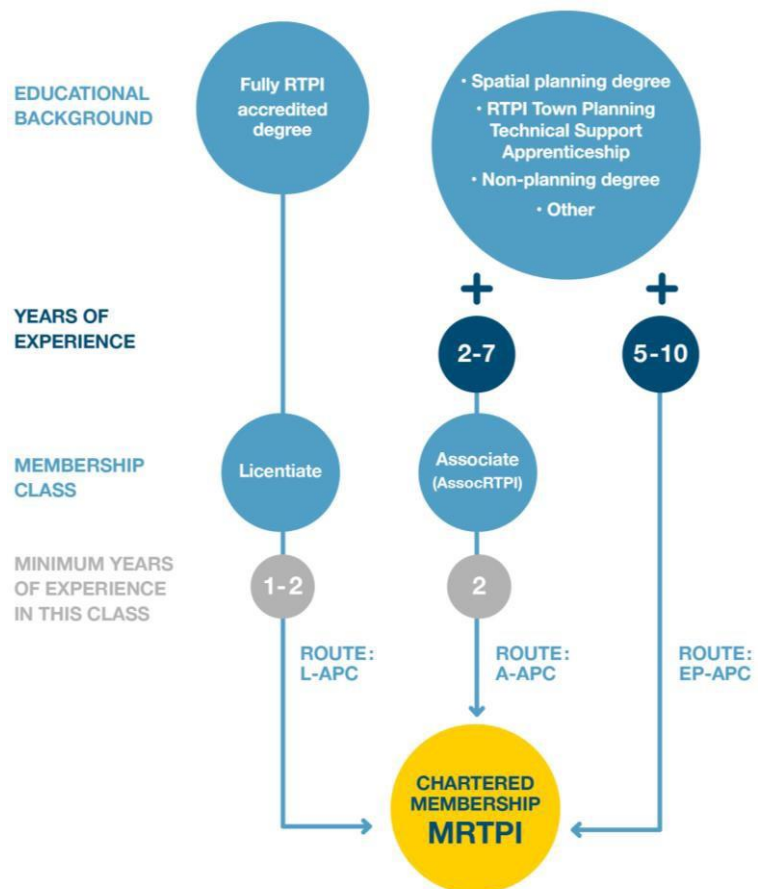 EDUCATIONAL
BACKGROUND
Fully RTPI
accredited
degree
• Spatial planning degree
• RTPI Town Planning
Technical Support
Apprenticeship
• Non-planning degree
• Other
+
+
YEARS OF
EXPERIENCE
2-7
5-10
MEMBERSHIP
CLASS
Licentiate
Associate
(AssocRTPI)
MINIMUM YEARS
OF EXPERIENCE
IN THIS CLASS
1-2
2
ROUTE:
L-APC
ROUTE:
A-APC
ROUTE:
EP-APC
CHARTERED
MEMBERSHIP
MRTPI